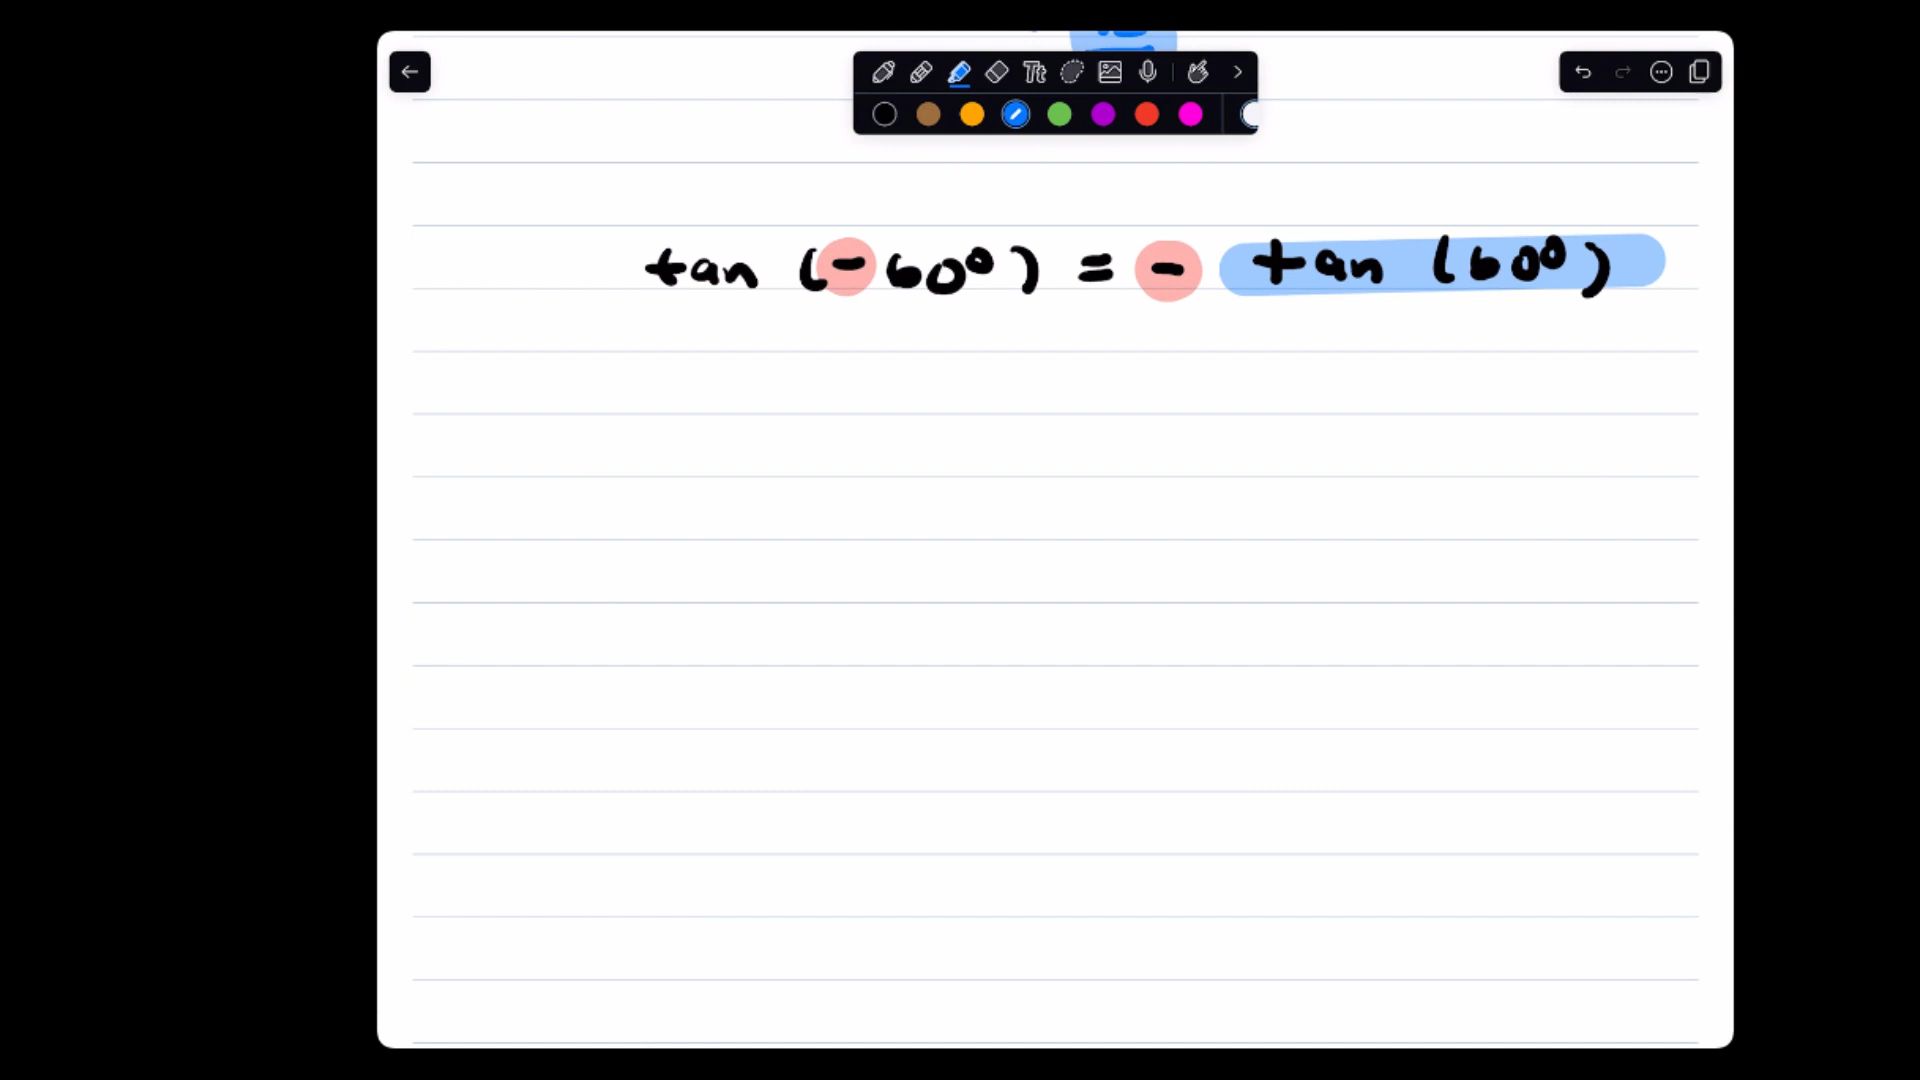 tan (-60°) = - tan (60°)